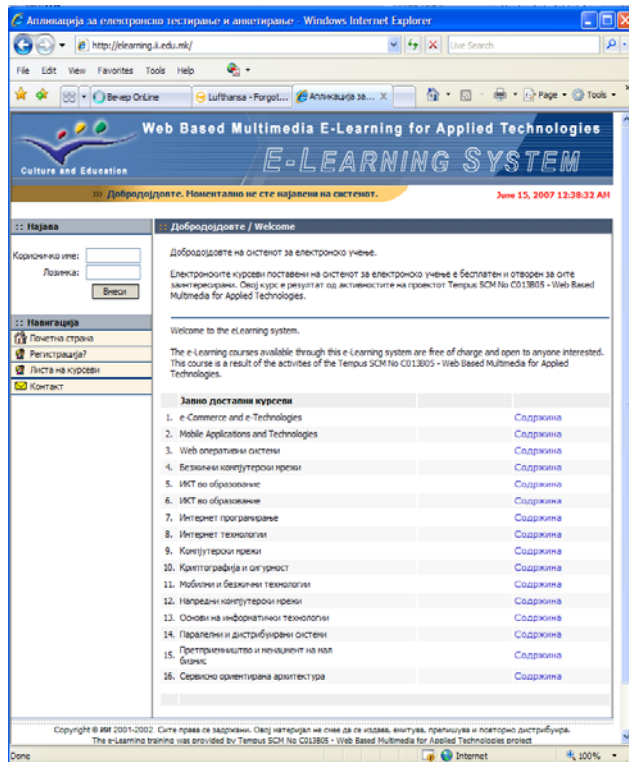 Апликација за електронско тестирање и анкетирање - Windows Internet Explorer
http://elearning.ii.edu.mk/
Live Search
File Edit View Favorites Tools Help
Вечер OnLine
Lufthansa - Forgot...
Апликација за... X
Page
Tools
Web Based Multimedia E-Learning for Applied Technologies
E-LEARNING SYSTEM
Culture and Education
››› Добродојдовте. Моментално не сте најавени на системот.
June 15, 2007 12:38:32 AM
:: Најава
Корисничко име:
Лозинка:
Внеси
:: Навигација
Почетна страна
Регистрација?
Листа на курсеви
Контакт
:: Добродојдовте / Welcome
Добродојдовте на системот за електронско учење.
Електронските курсеви поставени на системот за електронско учење е бесплатен и отворен за сите
заинтересирани. Овој курс е резултат од активностите на проектот Tempus SCM No C013B05 - Web Based
Multimedia for Applied Technologies.
Welcome to the eLearning system.
The e-Learning courses available through this e-Learning system are free of charge and open to anyone interested.
This course is a result of the activities of the Tempus SCM No C013B05 - Web Based Multimedia for Applied
Technologies.
Јавно достапни курсеви
1. e-Commerce and e-Technologies Содржина
2. Mobile Applications and Technologies Содржина
3. Web оперативни системи Содржина
4. Безжични компјутерски мрежи Содржина
5. ИКТ во образование Содржина
6. ИКТ во образование Содржина
7. Интернет програмирање Содржина
8. Интернет технологии Содржина
9. Компјутерски мрежи Содржина
10. Криптографија и сигурност Содржина
11. Мобилни и безжични технологии Содржина
12. Напредни компјутерски мрежи Содржина
13. Основи на информатички технологии Содржина
14. Паралелни и дистрибуирани системи Содржина
15. Претприемништво и менаџмент на мал
бизнис Содржина
16. Сервисно ориентирана архитектура Содржина
Copyright © ИИ 2001-2002 Сите права се задржани. Овој материјал не смее да се издава, емитува, препишува и повторно дистрибуира.
The e-Learning training was provided by Tempus SCM No C013B05 - Web Based Multimedia for Applied Technologies project
Done
Internet
100%